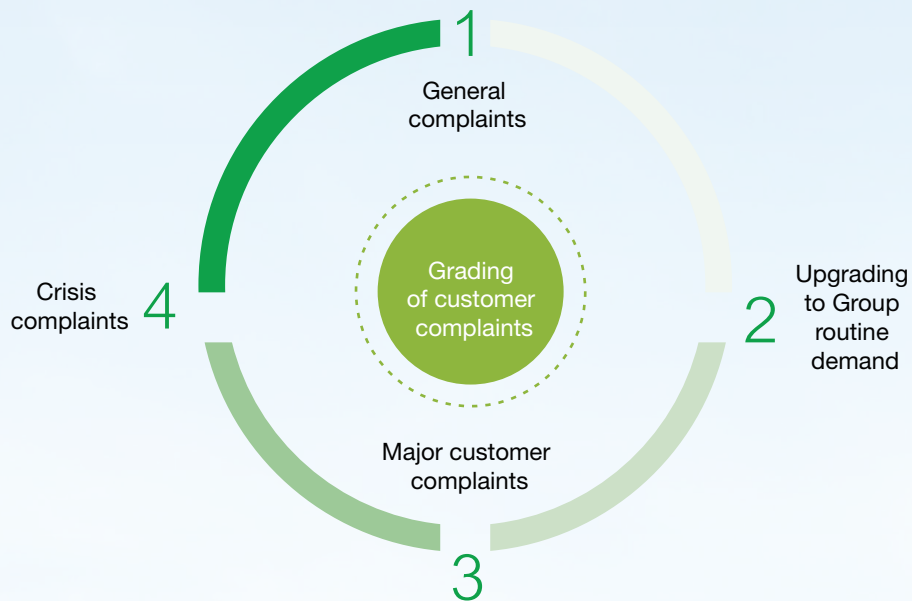 1
General
complaints
Grading
of customer
complaints
Upgrading
to Group
routine
demand
2
Major customer
complaints
3
Crisis
complaints
4